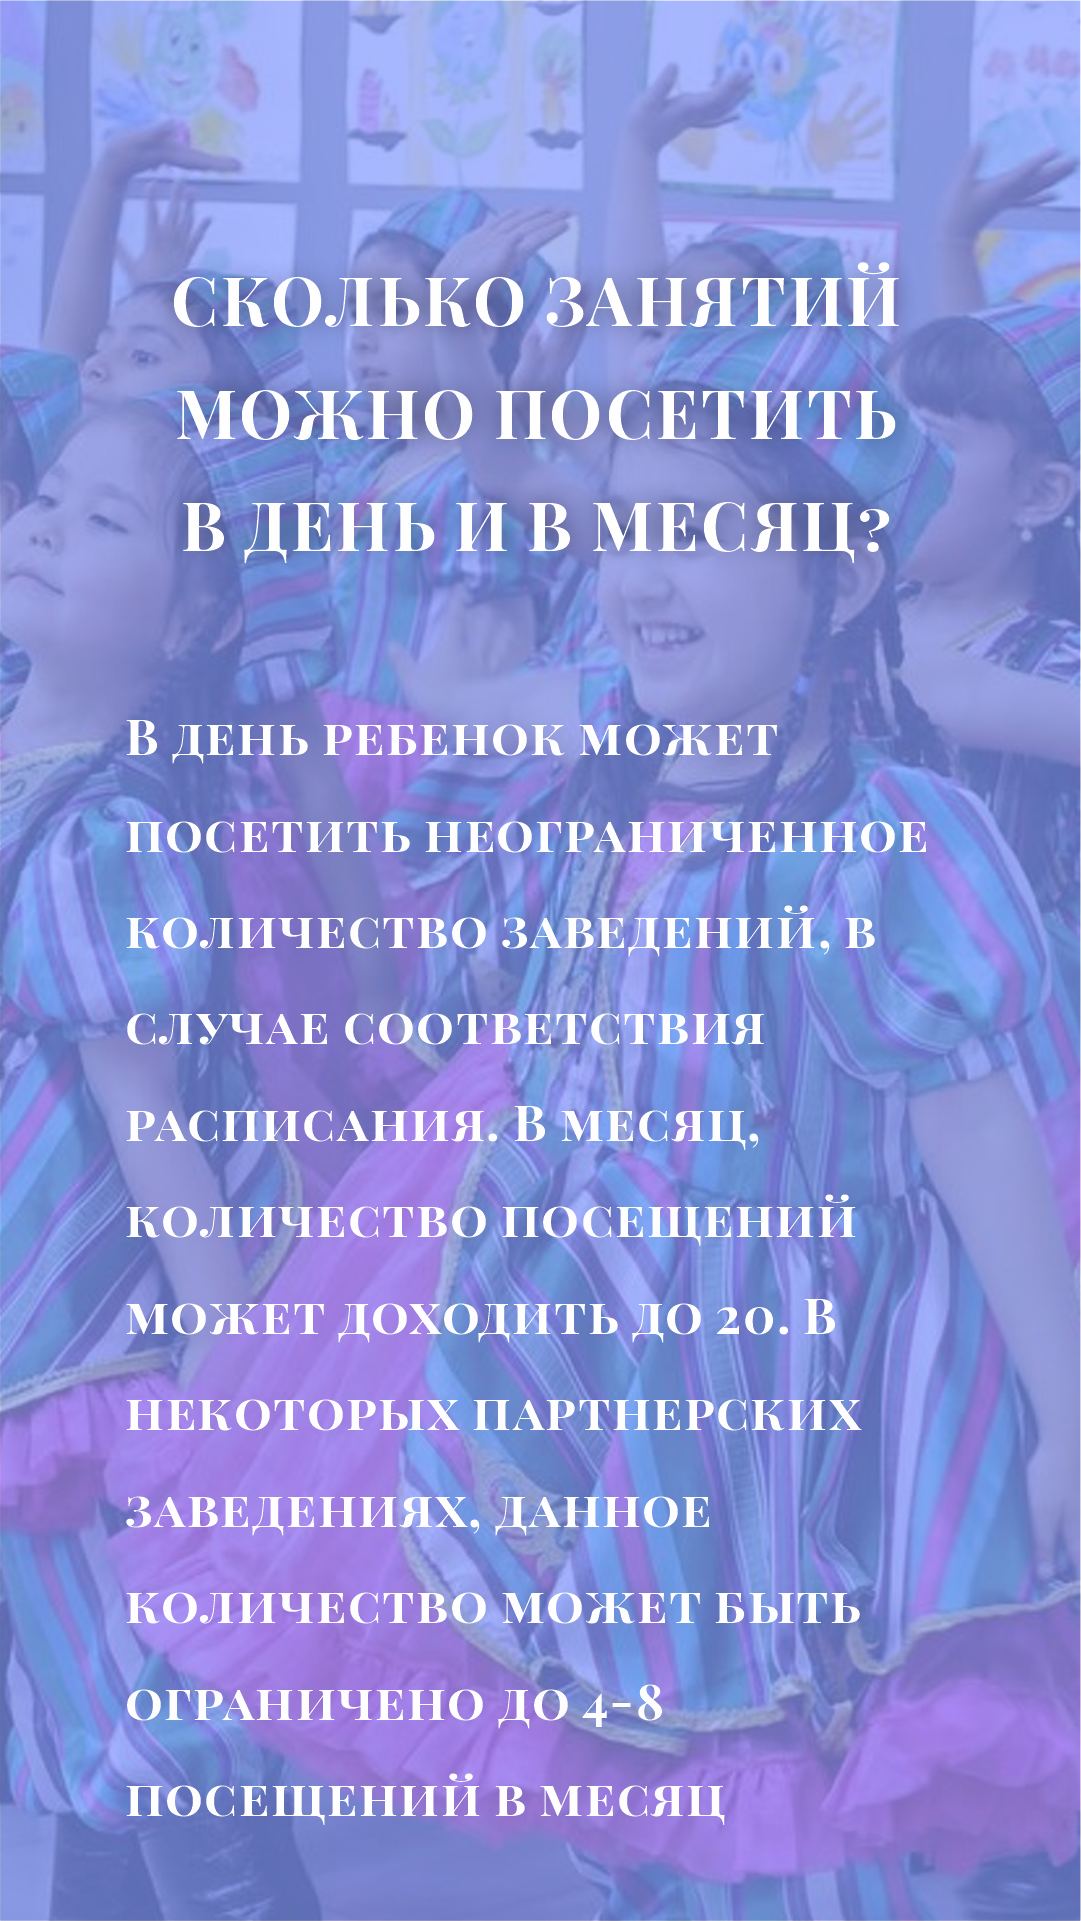 СКОЛЬКО ЗАНЯТИЙ
МОЖНО ПОСЕТИТЬ
В ДЕНЬ И В МЕСЯЦ?
В день ребенок может
посетить неограниченное
количество заведений, в
случае соответствия
расписания. В месяц,
количество посещений
может доходить до 20. В
некоторых партнерских
заведениях, данное
количество может быть
ограничено до 4-8
посещений в месяц